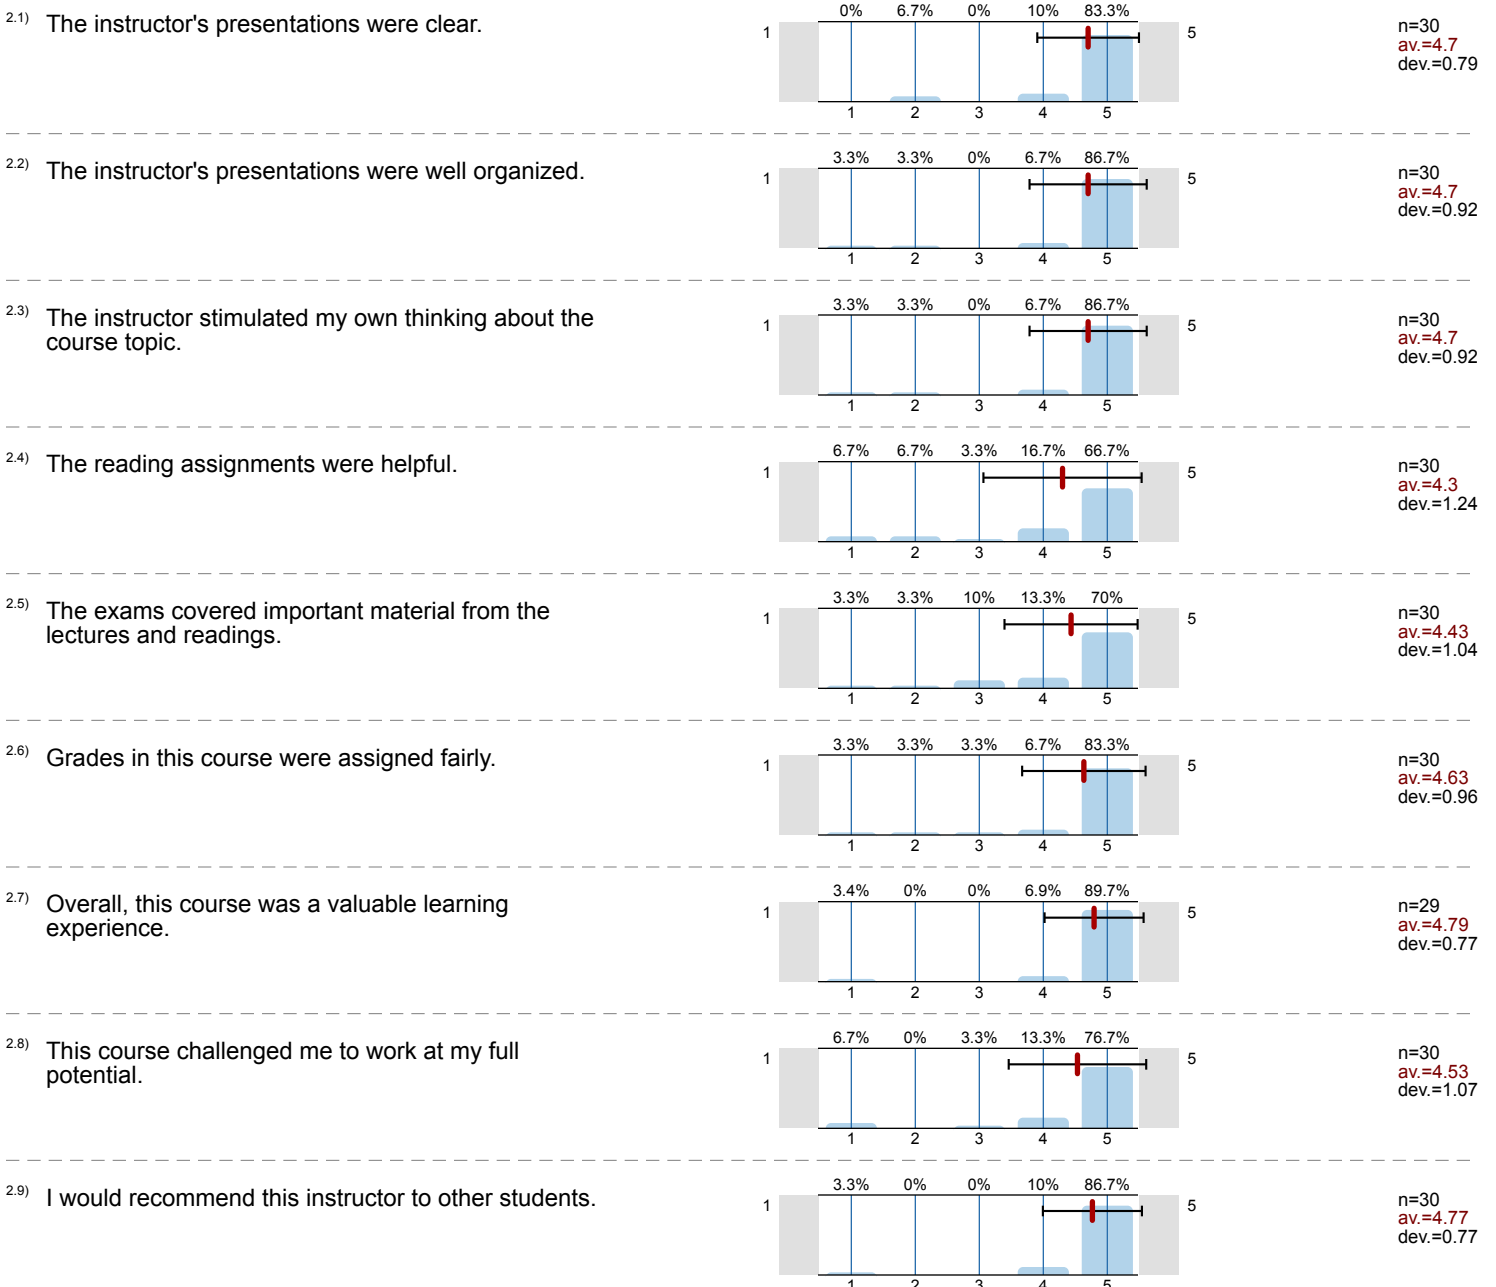 2.1) The instructor's presentations were clear.
0% 6.7% 0% 10% 83.3%
1 5
1 2 3 4 5
n=30
av.=4.7
dev.=0.79
2.2) The instructor's presentations were well organized.
3.3% 3.3% 0% 6.7% 86.7%
1 5
1 2 3 4 5
n=30
av.=4.7
dev.=0.92
2.3) The instructor stimulated my own thinking about the
course topic.
3.3% 3.3% 0% 6.7% 86.7%
1 5
1 2 3 4 5
n=30
av.=4.7
dev.=0.92
2.4) The reading assignments were helpful.
6.7% 6.7% 3.3% 16.7% 66.7%
1 5
1 2 3 4 5
n=30
av.=4.3
dev.=1.24
2.5) The exams covered important material from the
lectures and readings.
3.3% 3.3% 10% 13.3% 70%
1 5
1 2 3 4 5
n=30
av.=4.43
dev.=1.04
2.6) Grades in this course were assigned fairly.
3.3% 3.3% 3.3% 6.7% 83.3%
1 5
1 2 3 4 5
n=30
av.=4.63
dev.=0.96
2.7) Overall, this course was a valuable learning
experience.
3.4% 0% 0% 6.9% 89.7%
1 5
1 2 3 4 5
n=29
av.=4.79
dev.=0.77
2.8) This course challenged me to work at my full
potential.
6.7% 0% 3.3% 13.3% 76.7%
1 5
1 2 3 4 5
n=30
av.=4.53
dev.=1.07
2.9) I would recommend this instructor to other students.
3.3% 0% 0% 10% 86.7%
1 5
1 2 3 4 5
n=30
av.=4.77
dev.=0.77